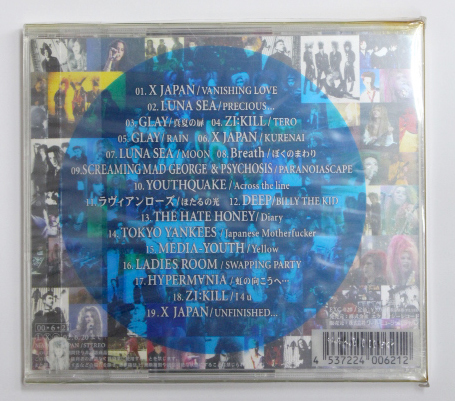 01. X JAPAN/VANISHING LOVE
02. LUNA SEA/PRECIOUS...
03. GLAY/真夏の扉 04. ZI:KILL/TERO
05. GLAY/RAIN 06. X JAPAN/KURENAI
07. LUNA SEA/MOON 08. Breath/ぼくのまわり
09. SCREAMING MAD GEORGE & PSYCHOSIS/PARANOIASCAPE
10. YOUTHQUAKE/Across the line
11. ラヴィアンローズ/ほたるの光 12. DEEP/BILLY THE KID
13. THE HATE HONEY/Diary
14. TOKYO YANKEES/Japanese Motherfucker
15. MEDIA-YOUTH/Yellow
16. LADIES ROOM/SWAPPING PARTY
17. HYPERMVNIA/虹の向こうへ…
18. ZI:KILL/I 4 U
19. X JAPAN/UNFINISHED...
STEREO
4 537224 006212